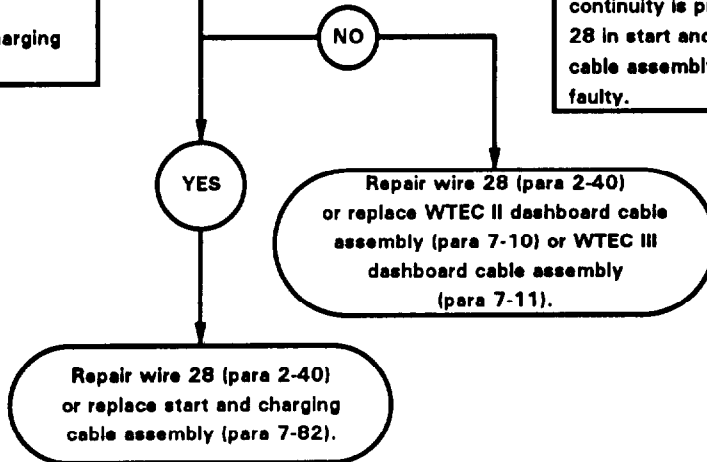 arging
NO
continuity is p
28 in start and
cable assembly
faulty.
YES
Repair wire 28 (para 2-40)
or replace WTEC II dashboard cable
assembly (para 7-10) or WTEC III
dashboard cable assembly
(para 7-11).
Repair wire 28 (para 2-40)
or replace start and charging
cable assembly (para 7-82).